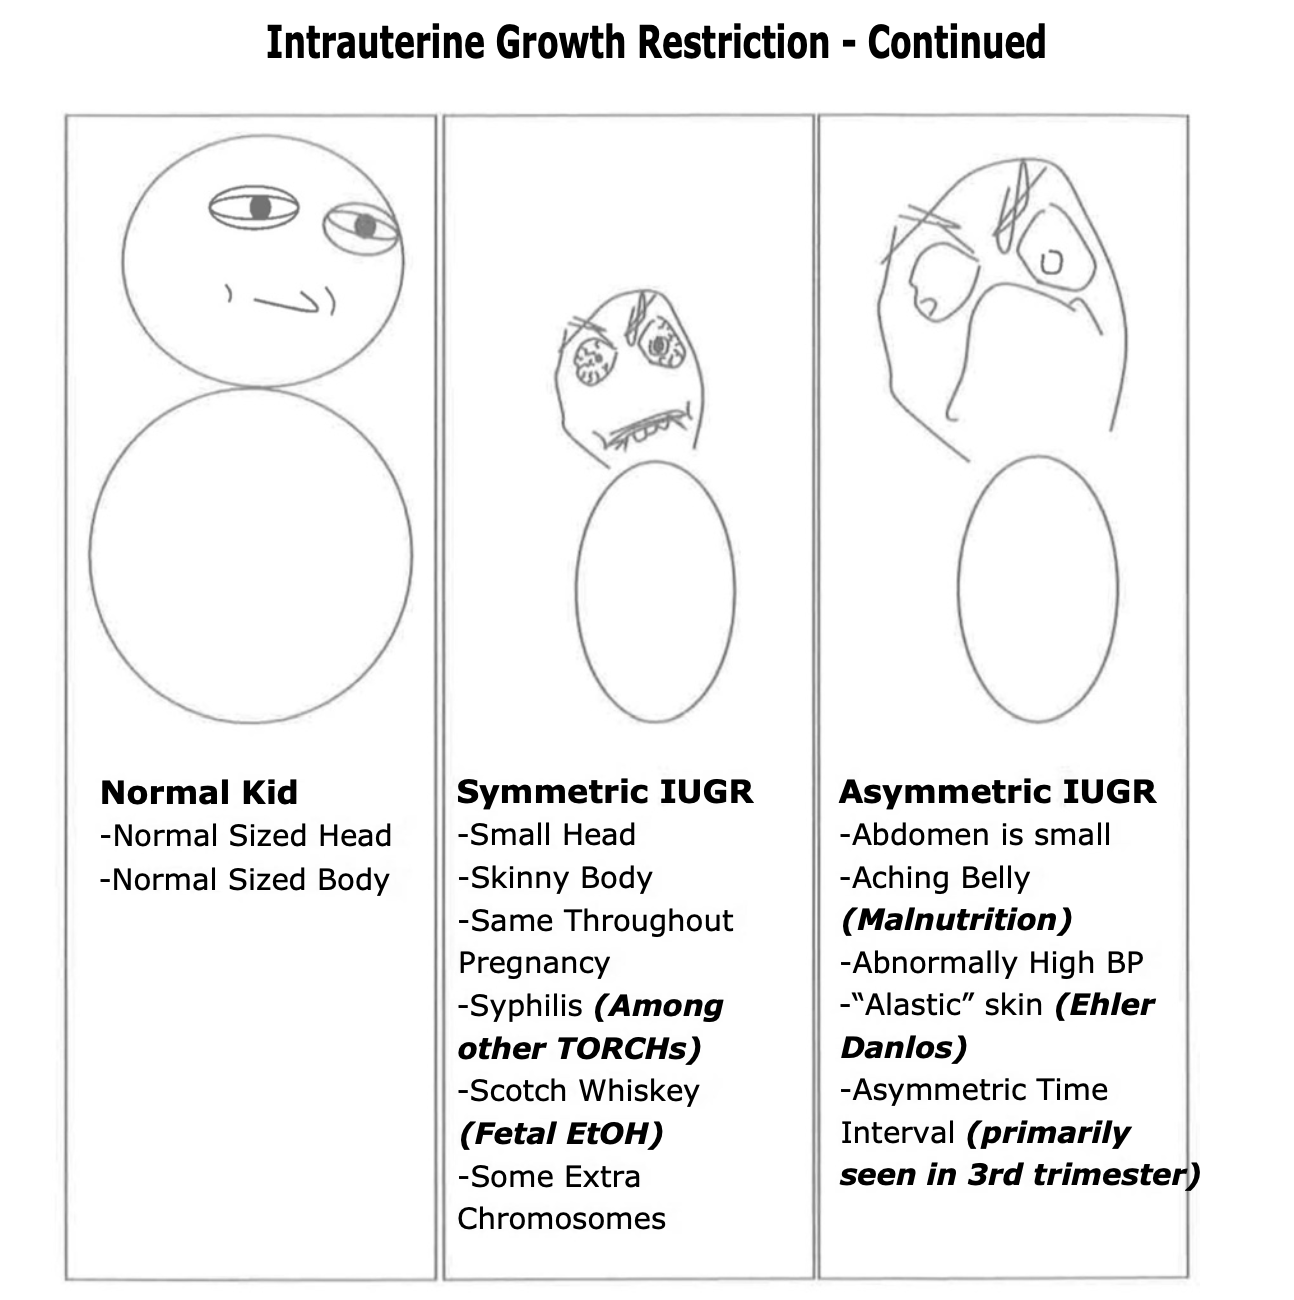 Intrauterine Growth Restriction - Continued
Normal Kid
-Normal Sized Head
-Normal Sized Body
Symmetric IUGR
-Small Head
-Skinny Body
-Same Throughout
Pregnancy
-Syphilis (Among
other TORCHs)
-Scotch Whiskey
(Fetal EtOH)
-Some Extra
Chromosomes
Asymmetric IUGR
-Abdomen is small
-Aching Belly
(Malnutrition)
-Abnormally High BP
-“Alastic” skin (Ehler
Danlos)
-Asymmetric Time
Interval (primarily
seen in 3rd trimester)